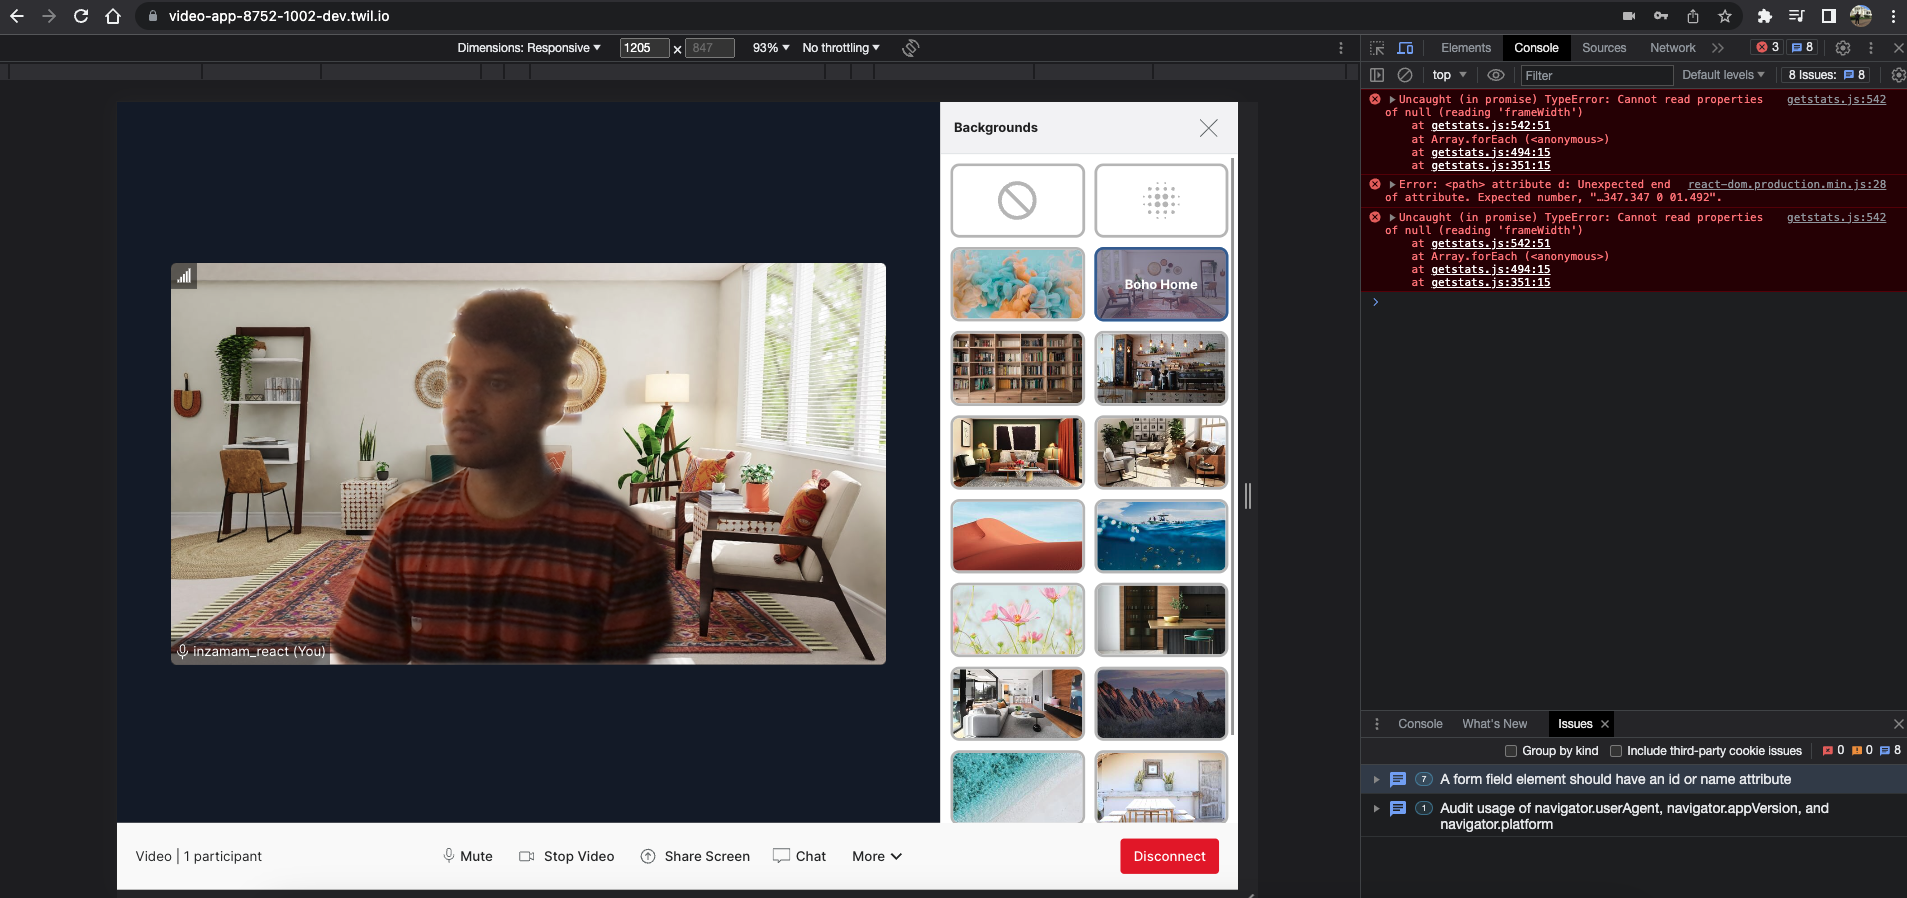 video-app-8752-1002-dev.twil.io
Dimensions: Responsive
1205 x 847
93%
No throttling
Elements
Console
Sources
Network
3
8
top
Filter
Default levels
8 Issues: 8
Uncaught (in promise) TypeError: Cannot read properties getstats.js:542
of null (reading 'frameWidth')
at getstats.js:542:51
at Array.forEach (<anonymous>)
at getstats.js:494:15
at getstats.js:351:15
Error: <path> attribute d: Unexpected end react-dom.production.min.js:28
of attribute. Expected number, "…347.347 0 01.492".
Uncaught (in promise) TypeError: Cannot read properties getstats.js:542
of null (reading 'frameWidth')
at getstats.js:542:51
at Array.forEach (<anonymous>)
at getstats.js:494:15
at getstats.js:351:15
Backgrounds
Boho Home
inzamam_react (You)
Video | 1 participant
Mute
Stop Video
Share Screen
Chat
More
Disconnect
Console
What's New
Issues
Group by kind
Include third-party cookie issues
0 0 8
7 A form field element should have an id or name attribute
1 Audit usage of navigator.userAgent, navigator.appVersion, and
navigator.platform